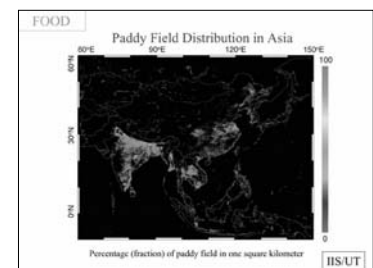 FOOD
Paddy Field Distribution in Asia
60°E 90°E 120°E 150°E
60°N
30°N
0°N
100
0
Percentage (fraction) of paddy field in one square kilometer
IIS/UT